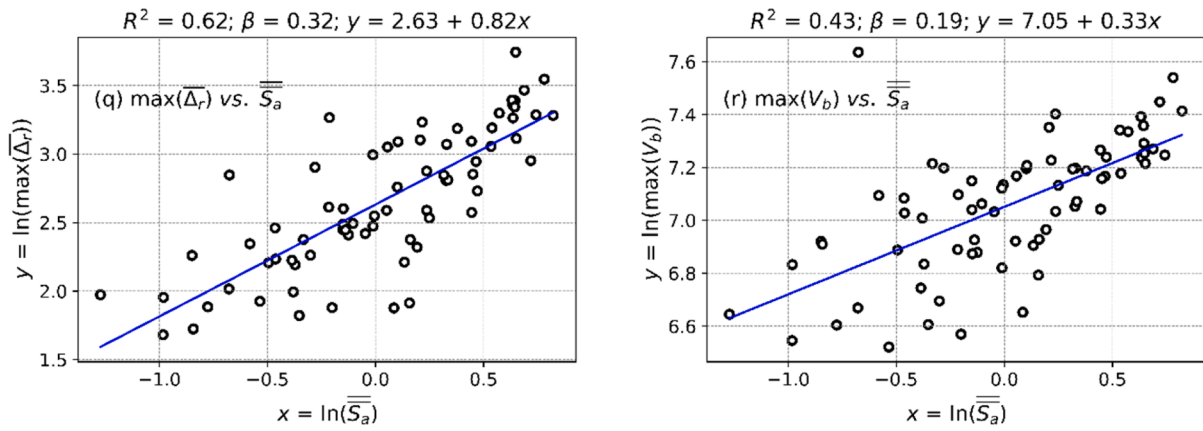 R² = 0.62; β = 0.32; y = 2.63 + 0.82x
(q) max(Δ̅ᵣ) vs. S̿ₐ
y = ln(max(Δ̅ᵣ))
3.5
3.0
2.5
2.0
1.5
−1.0
−0.5
0.0
0.5
x = ln(S̿ₐ)
R² = 0.43; β = 0.19; y = 7.05 + 0.33x
(r) max(V_b) vs. S̿ₐ
y = ln(max(V_b))
7.6
7.4
7.2
7.0
6.8
6.6
−1.0
−0.5
0.0
0.5
x = ln(S̿ₐ)